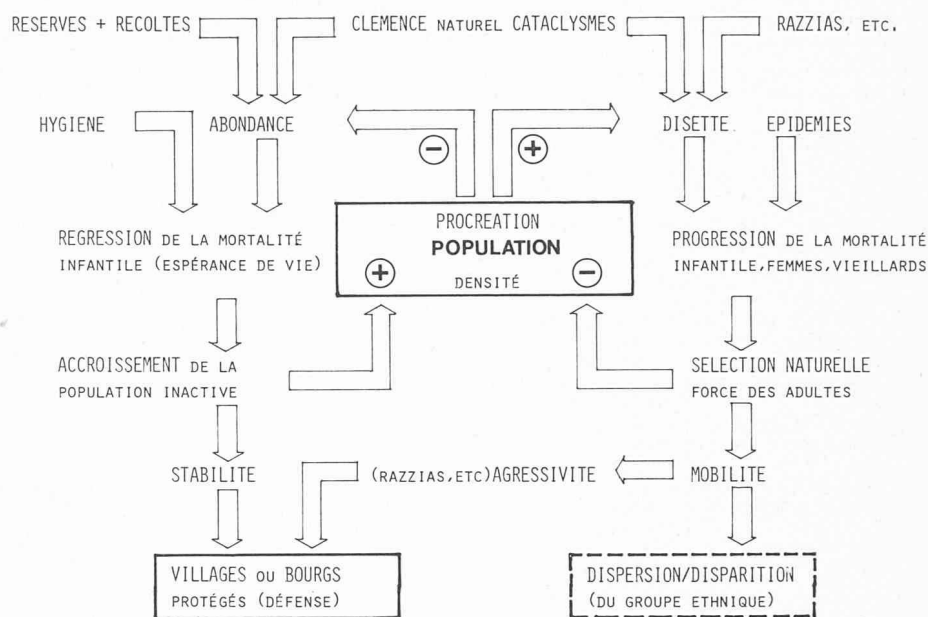 RESERVES + RECOLTES
CLEMENCE NATUREL CATACLYSMES
RAZZIAS, ETC.
HYGIENE
ABONDANCE
DISETTE
EPIDEMIES
−
+
PROCREATION
POPULATION
DENSITÉ
+
−
REGRESSION DE LA MORTALITÉ
INFANTILE (ESPÉRANCE DE VIE)
PROGRESSION DE LA MORTALITÉ
INFANTILE, FEMMES, VIEILLARDS
ACCROISSEMENT DE LA
POPULATION INACTIVE
SELECTION NATURELLE
FORCE DES ADULTES
STABILITE
(RAZZIAS, ETC) AGRESSIVITE
MOBILITE
VILLAGES OU BOURGS
PROTÉGÉS (DÉFENSE)
DISPERSION/DISPARITION
(DU GROUPE ETHNIQUE)